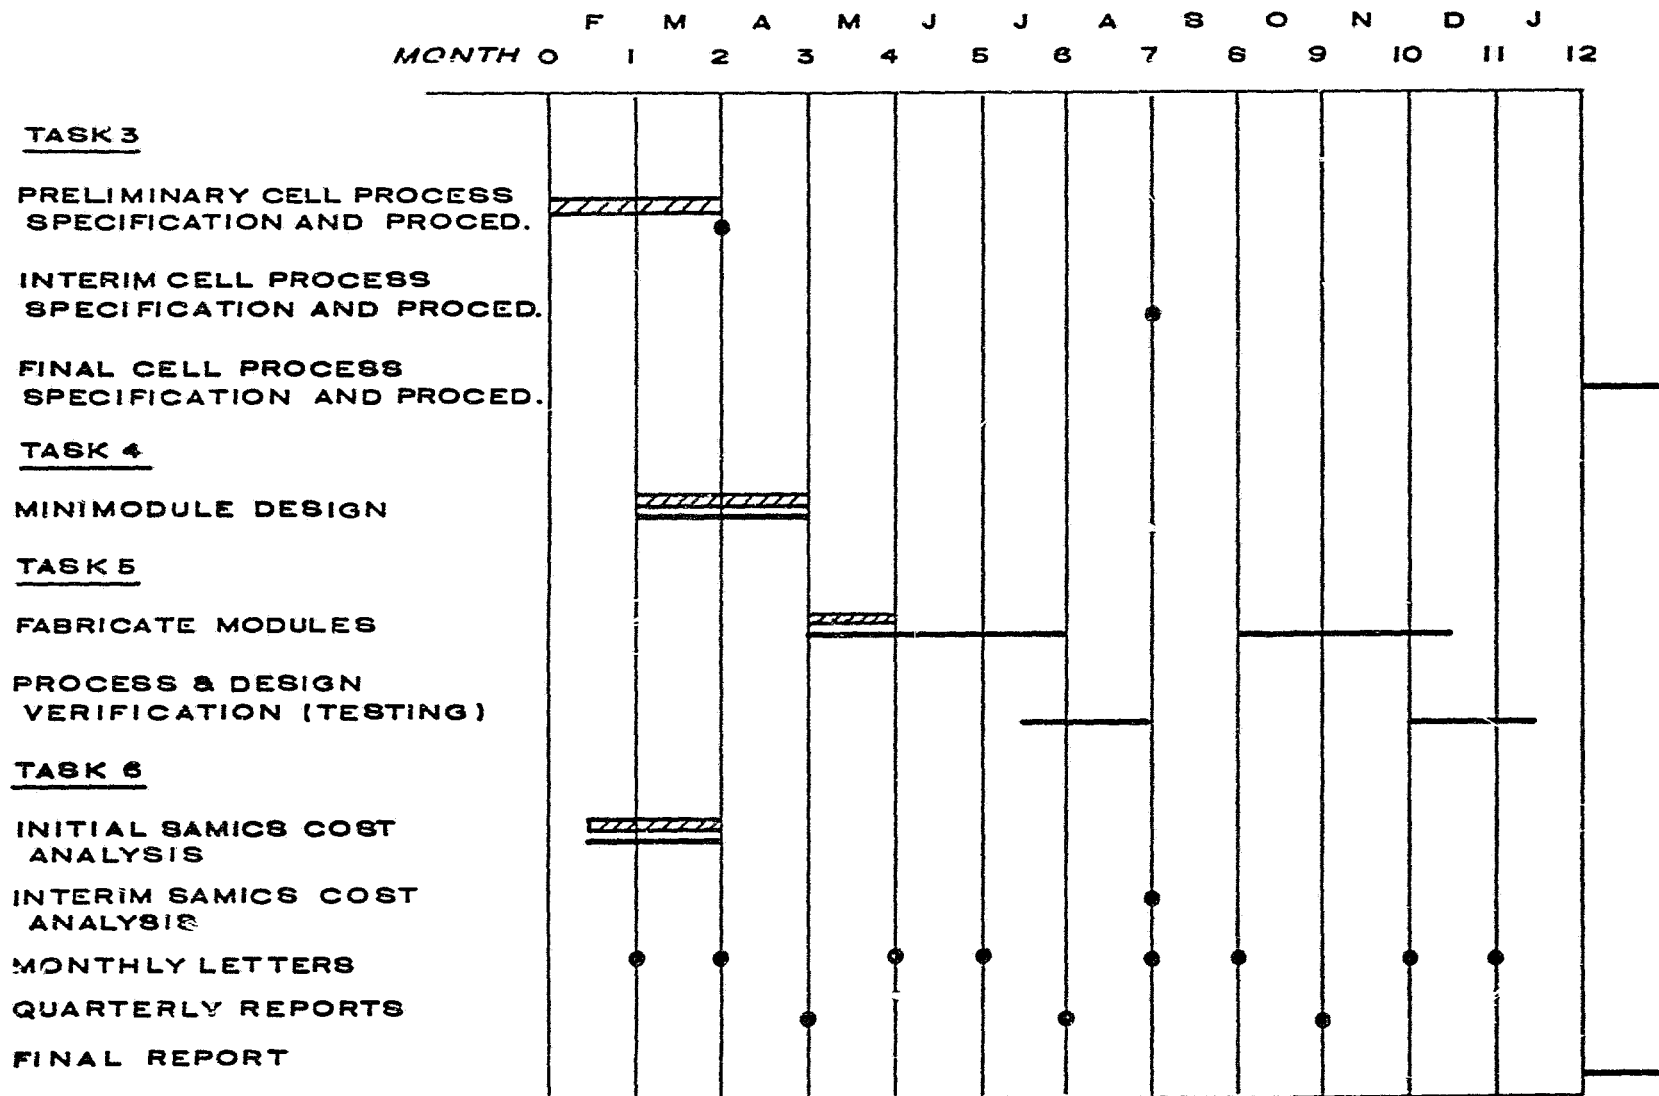 F M A M J J A S O N D J
MONTH 0 1 2 3 4 5 6 7 8 9 10 11 12
TASK 3
PRELIMINARY CELL PROCESS
SPECIFICATION AND PROCED.
INTERIM CELL PROCESS
SPECIFICATION AND PROCED.
FINAL CELL PROCESS
SPECIFICATION AND PROCED.
TASK 4
MINIMODULE DESIGN
TASK 5
FABRICATE MODULES
PROCESS & DESIGN
VERIFICATION (TESTING)
TASK 6
INITIAL SAMICS COST
ANALYSIS
INTERIM SAMICS COST
ANALYSIS
MONTHLY LETTERS
QUARTERLY REPORTS
FINAL REPORT